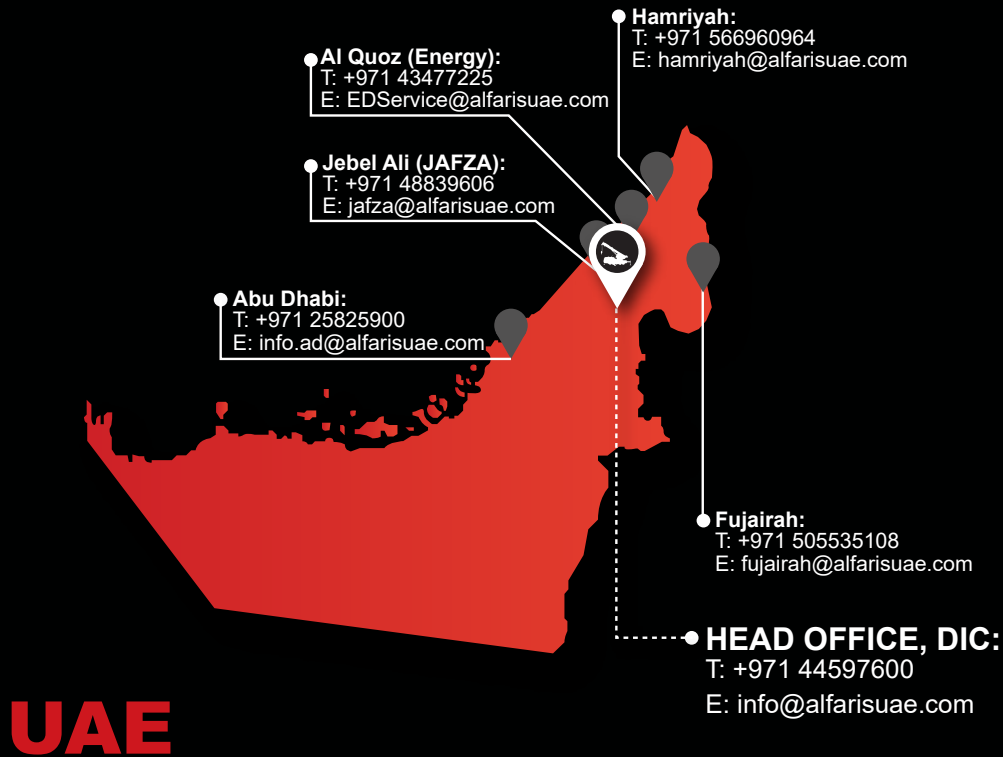 Hamriyah:
T: +971 566960964
E: hamriyah@alfarisuae.com
Al Quoz (Energy):
T: +971 43477225
E: EDService@alfarisuae.com
Jebel Ali (JAFZA):
T: +971 48839606
E: jafza@alfarisuae.com
Abu Dhabi:
T: +971 25825900
E: info.ad@alfarisuae.com
Fujairah:
T: +971 505535108
E: fujairah@alfarisuae.com
HEAD OFFICE, DIC:
T: +971 44597600
E: info@alfarisuae.com
UAE